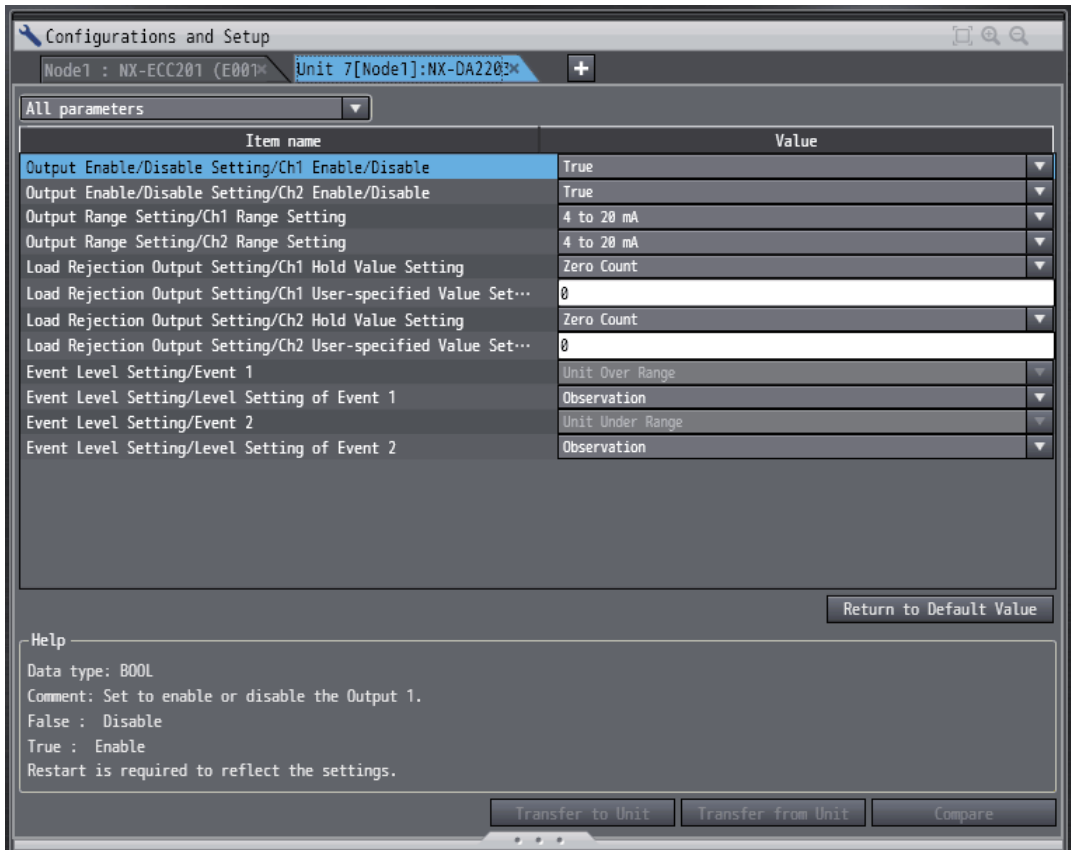 Configurations and Setup
Node1 : NX-ECC201 (E001
Unit 7[Node1]:NX-DA2203
All parameters
Item name Value
Output Enable/Disable Setting/Ch1 Enable/Disable True
Output Enable/Disable Setting/Ch2 Enable/Disable True
Output Range Setting/Ch1 Range Setting 4 to 20 mA
Output Range Setting/Ch2 Range Setting 4 to 20 mA
Load Rejection Output Setting/Ch1 Hold Value Setting Zero Count
Load Rejection Output Setting/Ch1 User-specified Value Set⋯ 0
Load Rejection Output Setting/Ch2 Hold Value Setting Zero Count
Load Rejection Output Setting/Ch2 User-specified Value Set⋯ 0
Event Level Setting/Event 1 Unit Over Range
Event Level Setting/Level Setting of Event 1 Observation
Event Level Setting/Event 2 Unit Under Range
Event Level Setting/Level Setting of Event 2 Observation
Return to Default Value
Help
Data type: BOOL
Comment: Set to enable or disable the Output 1.
False : Disable
True : Enable
Restart is required to reflect the settings.
Transfer to Unit Transfer from Unit Compare